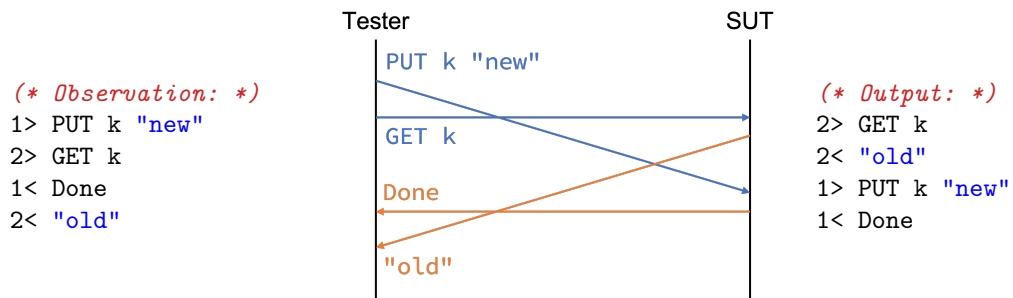 Tester
SUT
(* Observation: *)
1> PUT k "new"
2> GET k
1< Done
2< "old"
PUT k "new"
GET k
Done
"old"
(* Output: *)
2> GET k
2< "old"
1> PUT k "new"
1< Done